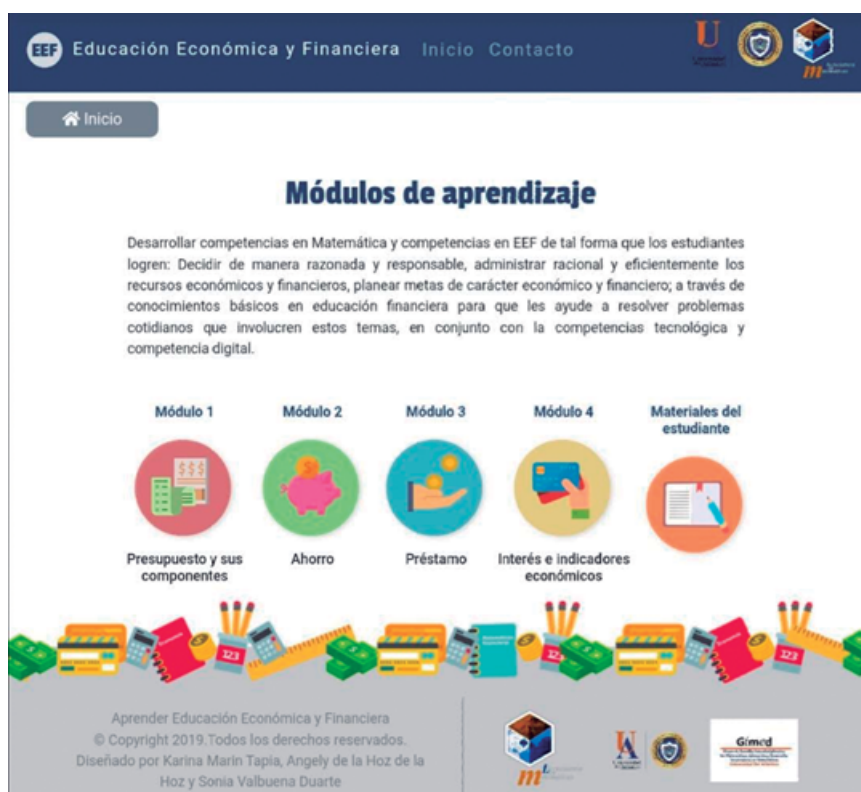 EEF Educación Económica y Financiera Inicio Contacto
Inicio
Módulos de aprendizaje
Desarrollar competencias en Matemática y competencias en EEF de tal forma que los estudiantes
logren: Decidir de manera razonada y responsable, administrar racional y eficientemente los
recursos económicos y financieros, planear metas de carácter económico y financiero; a través de
conocimientos básicos en educación financiera para que les ayude a resolver problemas
cotidianos que involucren estos temas, en conjunto con la competencias tecnológica y
competencia digital.
Módulo 1 Módulo 2 Módulo 3 Módulo 4 Materiales del
estudiante
Presupuesto y sus
componentes
Ahorro
Préstamo
Interés e indicadores
económicos
123
123
123
Aprender Educación Económica y Financiera
© Copyright 2019.Todos los derechos reservados.
Diseñado por Karina Marin Tapia, Angely de la Hoz de la
Hoz y Sonia Valbuena Duarte
Gimed